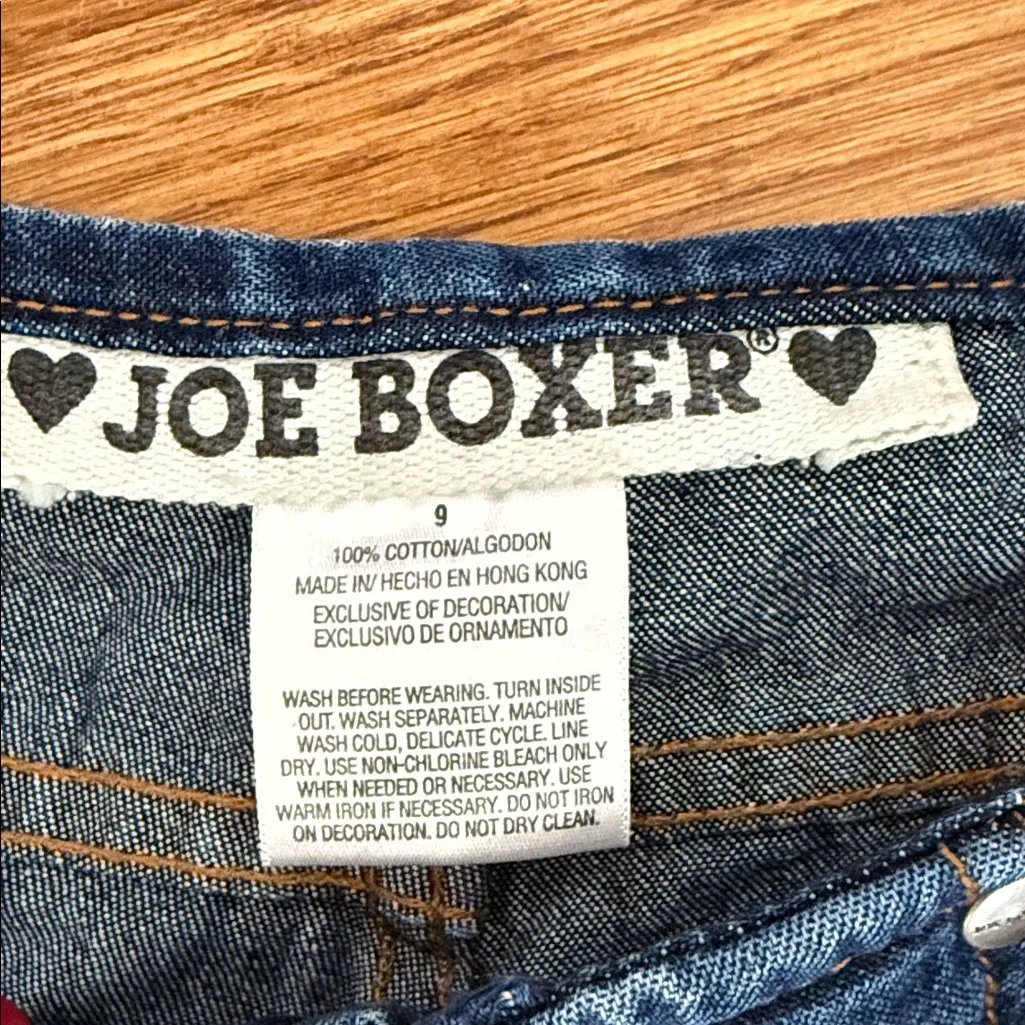 JOE BOXER®
9
100% COTTON/ALGODON
MADE IN/ HECHO EN HONG KONG
EXCLUSIVE OF DECORATION/
EXCLUSIVO DE ORNAMENTO
WASH BEFORE WEARING. TURN INSIDE
OUT. WASH SEPARATELY. MACHINE
WASH COLD, DELICATE CYCLE. LINE
DRY. USE NON-CHLORINE BLEACH ONLY
WHEN NEEDED OR NECESSARY. USE
WARM IRON IF NECESSARY. DO NOT IRON
ON DECORATION. DO NOT DRY CLEAN.